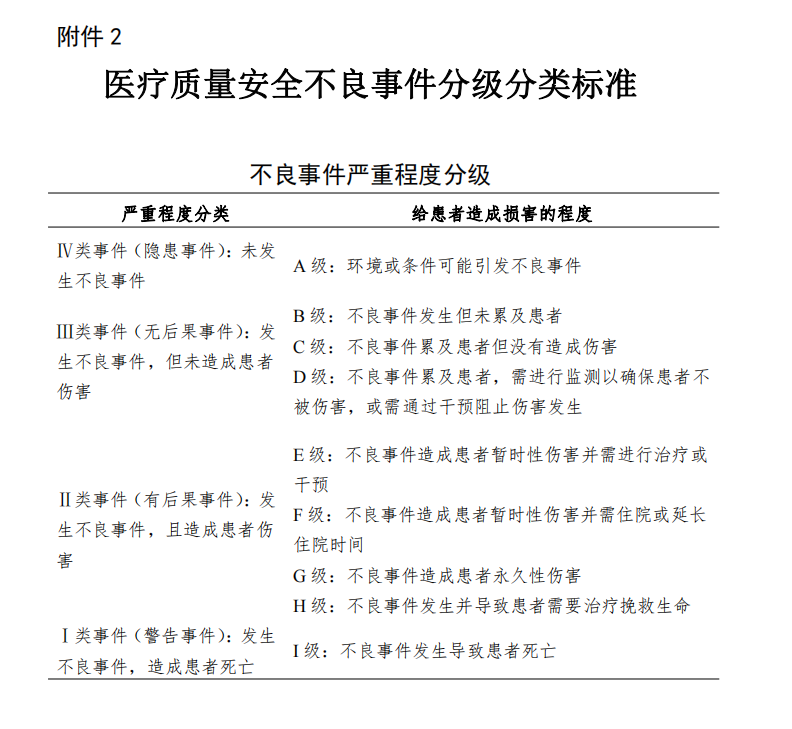 附件 2
医疗质量安全不良事件分级分类标准
不良事件严重程度分级
严重程度分类 给患者造成损害的程度
Ⅳ类事件（隐患事件）：未发
生不良事件
A 级：环境或条件可能引发不良事件
Ⅲ类事件（无后果事件）：发
生不良事件，但未造成患者
伤害
B 级：不良事件发生但未累及患者
C 级：不良事件累及患者但没有造成伤害
D 级：不良事件累及患者，需进行监测以确保患者不
被伤害，或需通过干预阻止伤害发生
Ⅱ类事件（有后果事件）：发
生不良事件，且造成患者伤
害
E 级：不良事件造成患者暂时性伤害并需进行治疗或
干预
F 级：不良事件造成患者暂时性伤害并需住院或延长
住院时间
G 级：不良事件造成患者永久性伤害
H 级：不良事件发生并导致患者需要治疗挽救生命
Ⅰ类事件（警告事件）：发生
不良事件，造成患者死亡
I 级：不良事件发生导致患者死亡